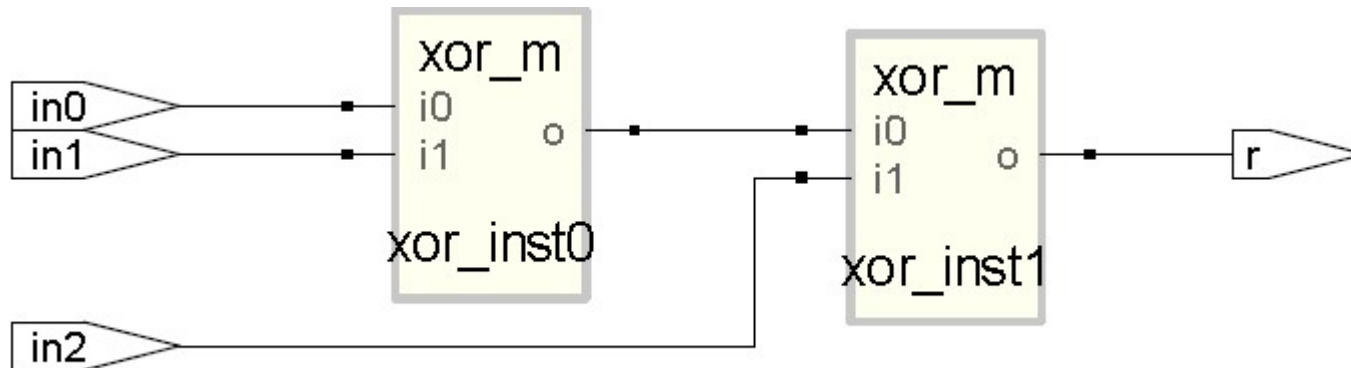 in0
in1
in2
xor_m
i0
i1
o
xor_inst0
xor_m
i0
i1
o
xor_inst1
r